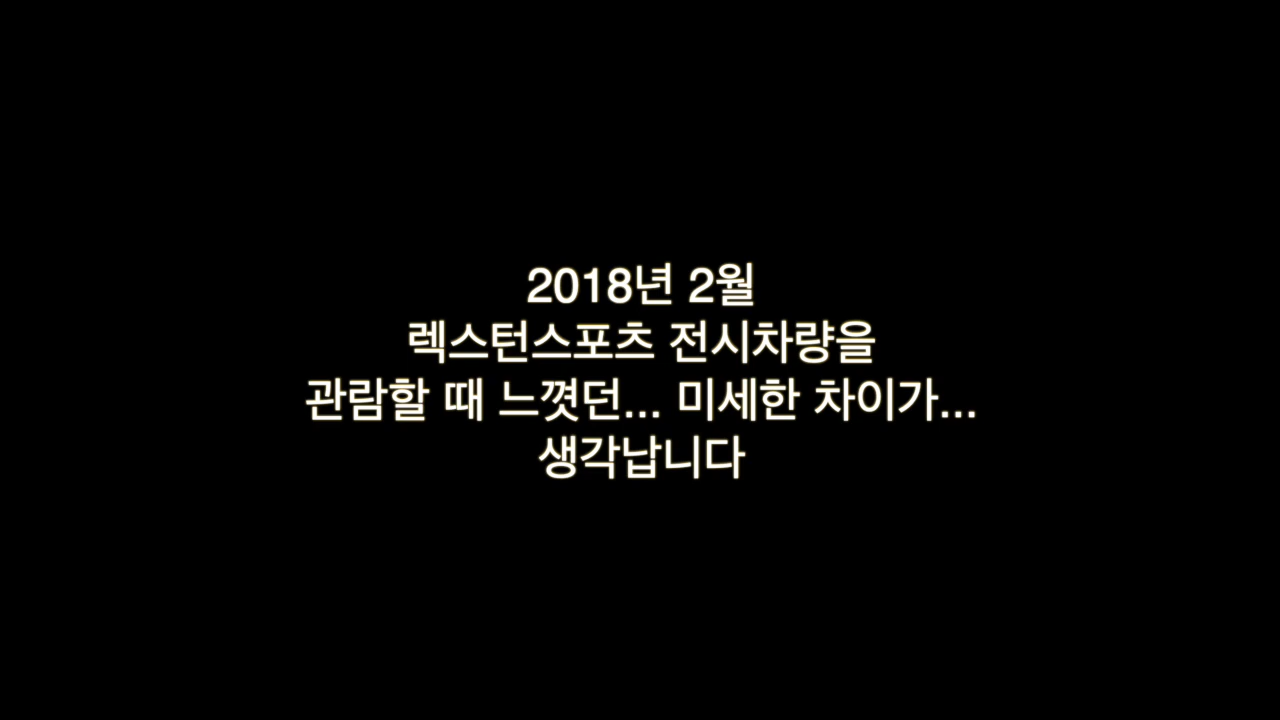 2018년 2월
렉스턴스포츠 전시차량을
관람할 때 느꼇던... 미세한 차이가...
생각납니다